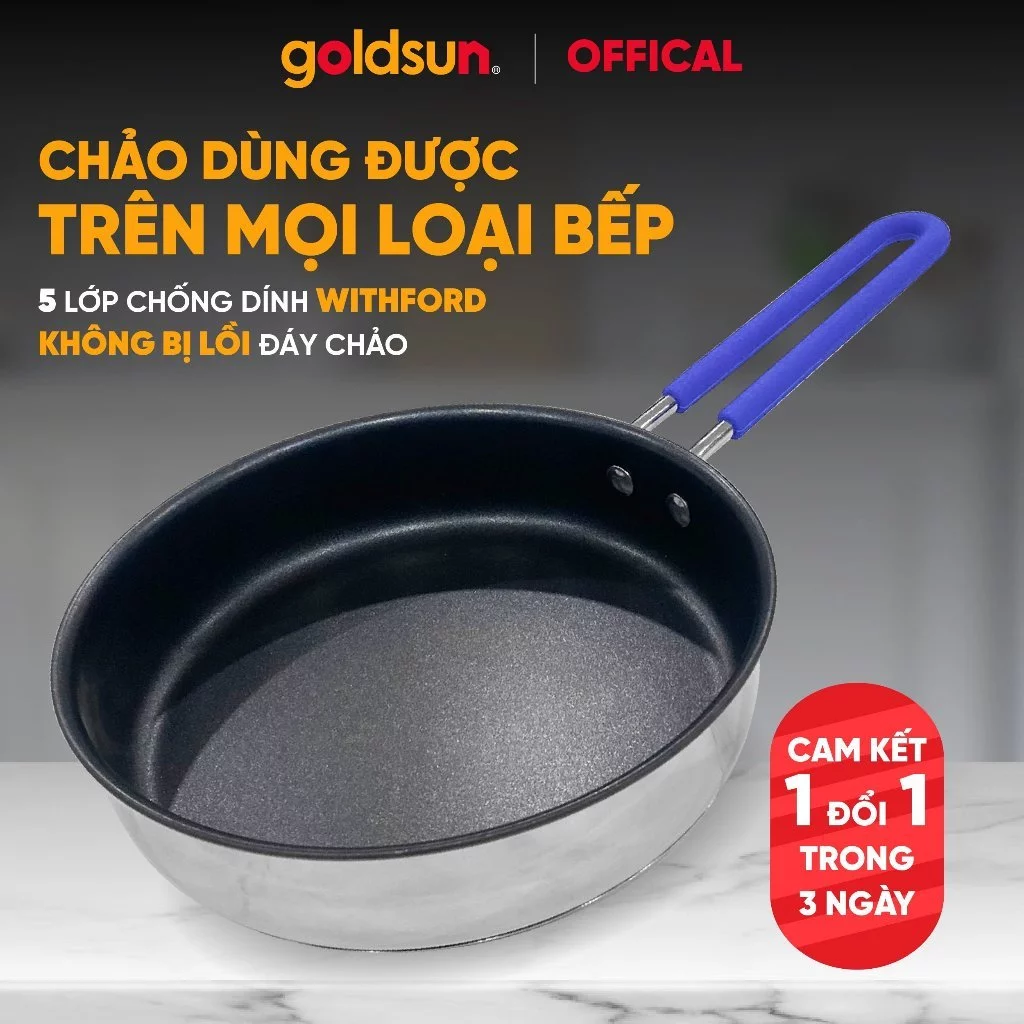 goldsun® | OFFICAL
CHẢO DÙNG ĐƯỢC
TRÊN MỌI LOẠI BẾP
5 LỚP CHỐNG DÍNH WITHFORD
KHÔNG BỊ LỒI ĐÁY CHẢO
CAM KẾT
1 ĐỔI 1
TRONG
3 NGÀY